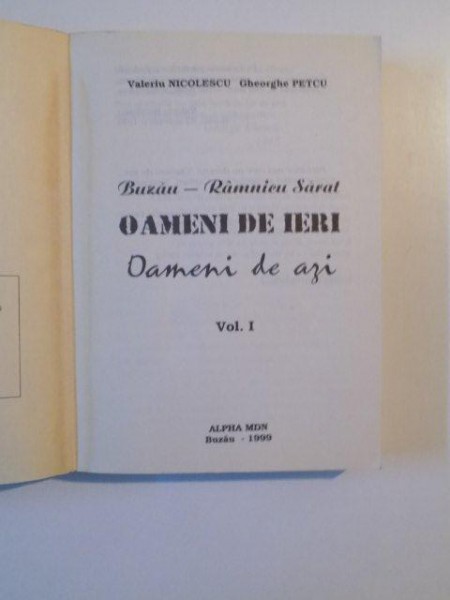 Valeriu NICOLESCU Gheorghe PETCU
Buzău — Râmnicu Sărat
OAMENI DE IERI
Oameni de azi
Vol. I
ALPHA MDN
Buzău - 1999